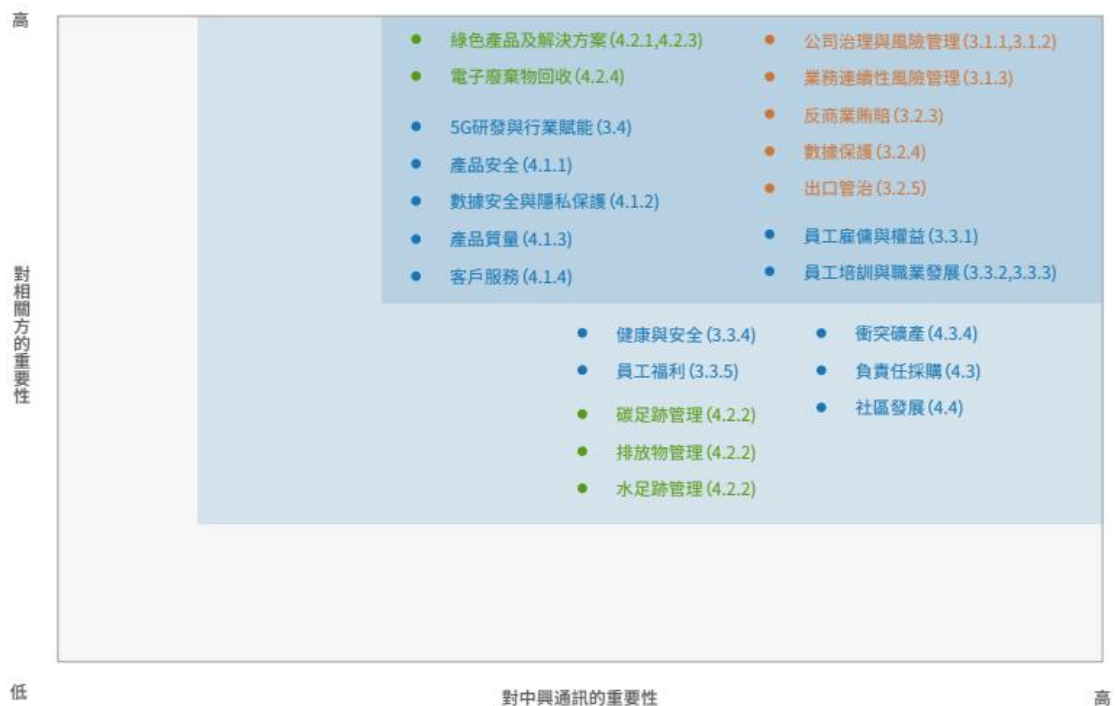 高
綠色產品及解決方案(4.2.1,4.2.3)
電子廢棄物回收(4.2.4)
5G研發與行業賦能(3.4)
產品安全(4.1.1)
數據安全與隱私保護(4.1.2)
產品質量(4.1.3)
客戶服務(4.1.4)
公司治理與風險管理(3.1.1,3.1.2)
業務連續性風險管理(3.1.3)
反商業賄賂(3.2.3)
數據保護(3.2.4)
出口管治(3.2.5)
員工雇傭與權益(3.3.1)
員工培訓與職業發展(3.3.2,3.3.3)
對相關方的重要性
健康與安全(3.3.4)
員工福利(3.3.5)
碳足跡管理(4.2.2)
排放物管理(4.2.2)
水足跡管理(4.2.2)
衝突礦產(4.3.4)
負責任採購(4.3)
社區發展(4.4)
低
對中興通訊的重要性
高